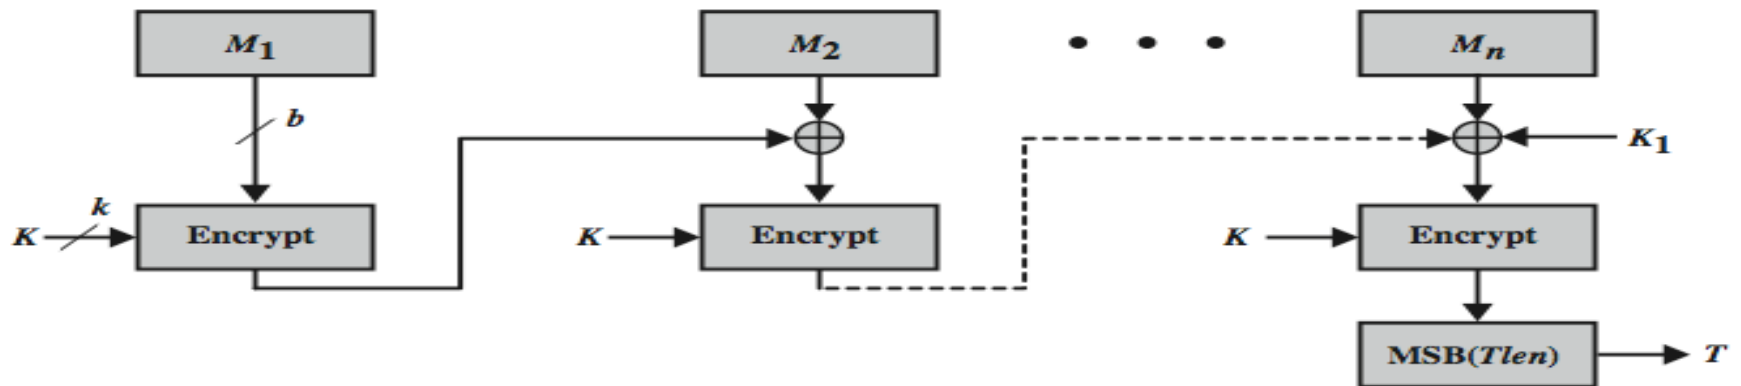 M1 M2 • • • Mn
b
K1
k
K Encrypt K Encrypt K Encrypt
MSB(Tlen) T